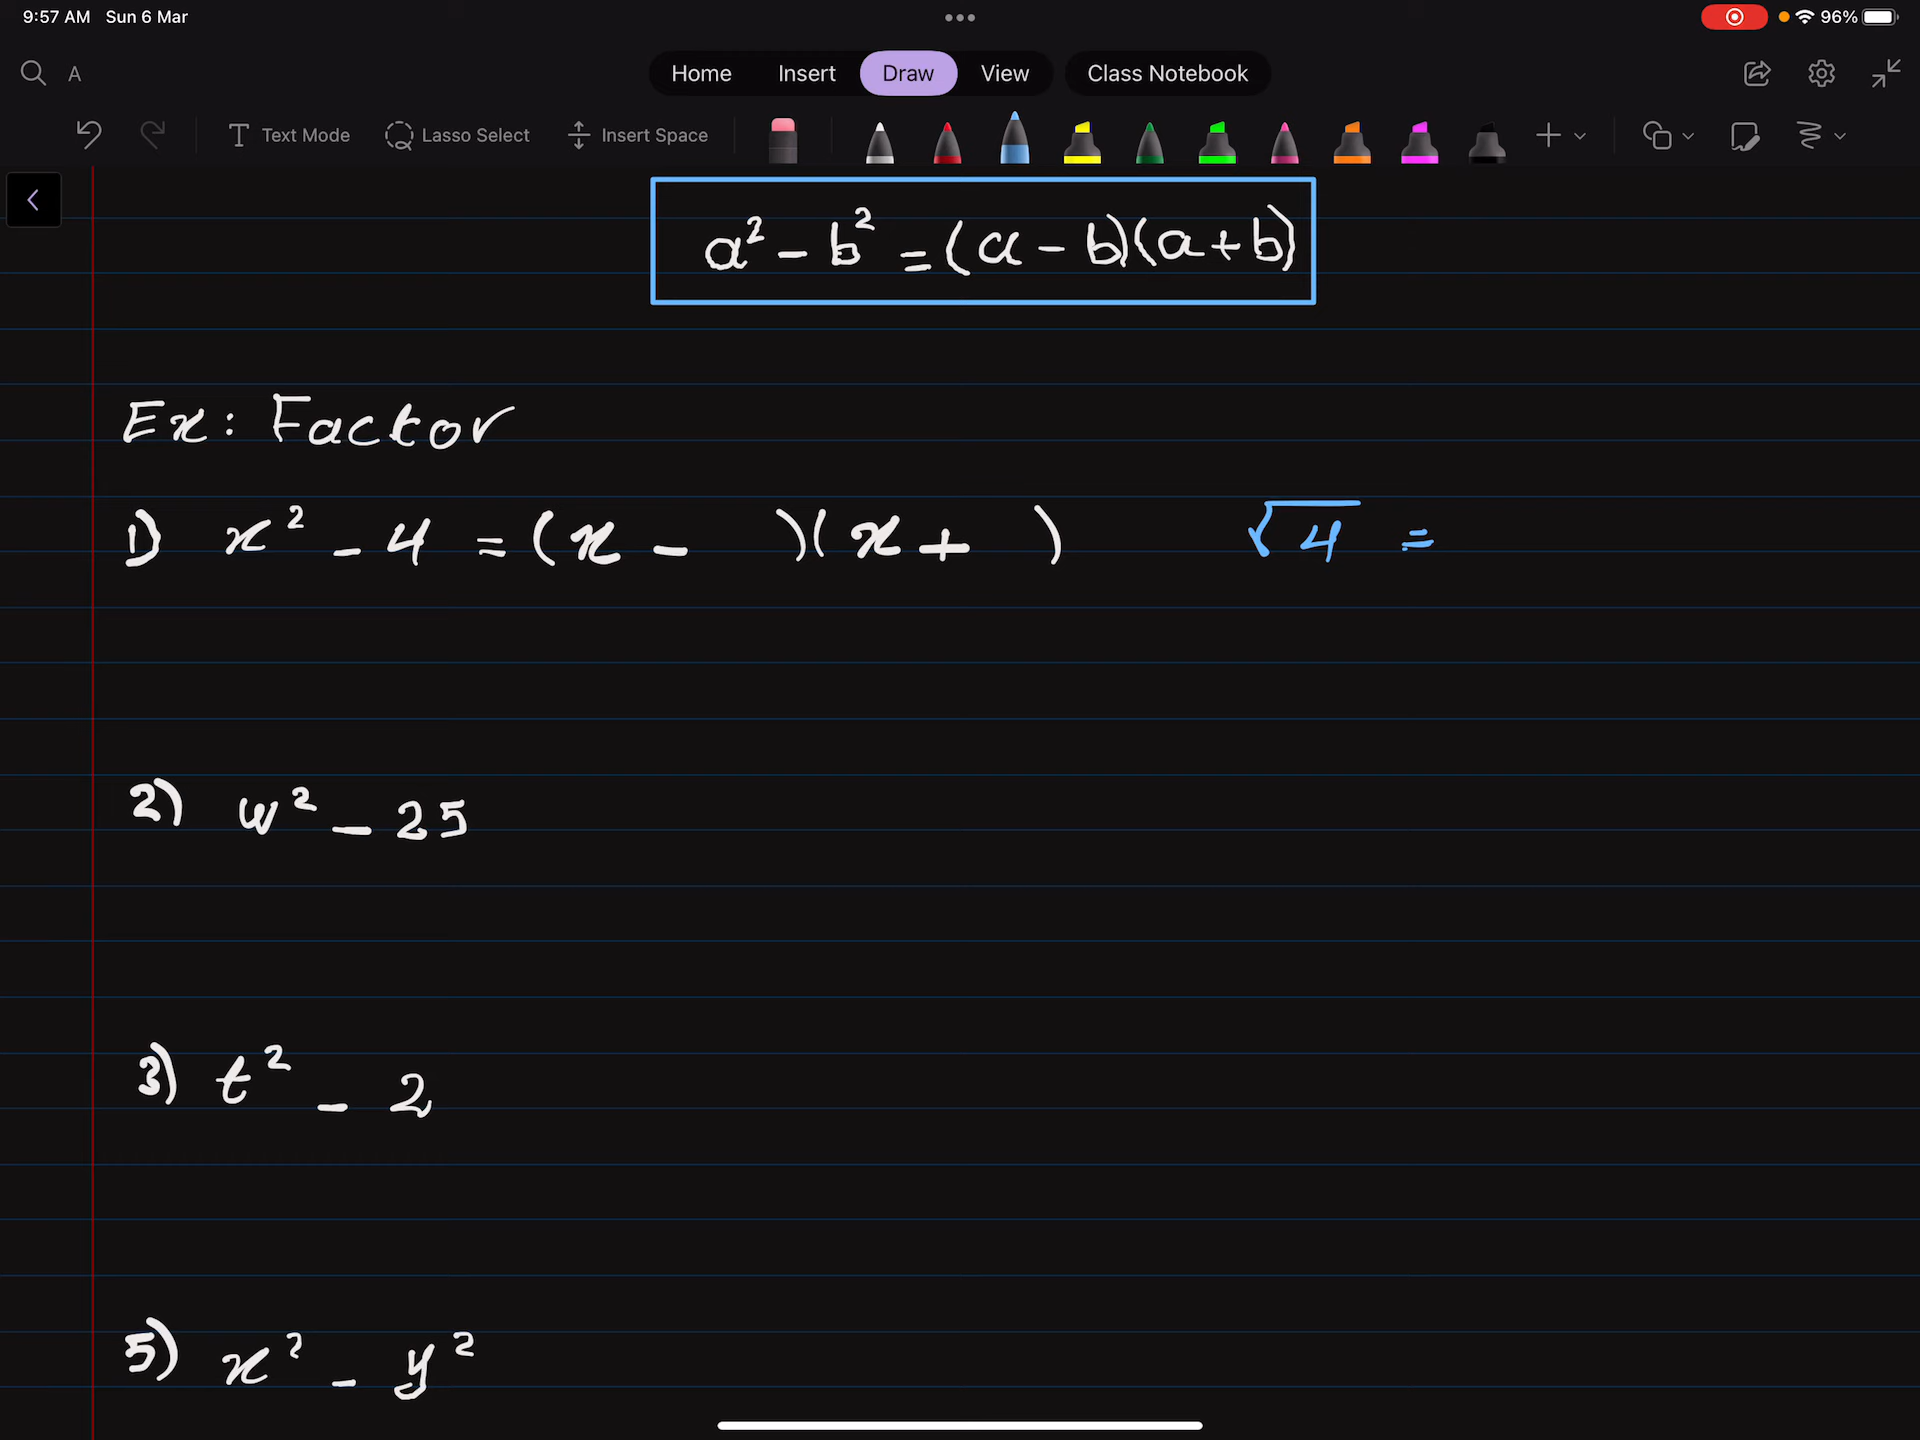 9:57 AM Sun 6 Mar 96%
A Home Insert Draw View Class Notebook
Text Mode Lasso Select Insert Space
a² - b² = (a - b)(a + b)
Ex: Factor
1) x² - 4 = (x - )(x + ) √4 =
2) w² - 25
3) t² - 2
5) x² - y²